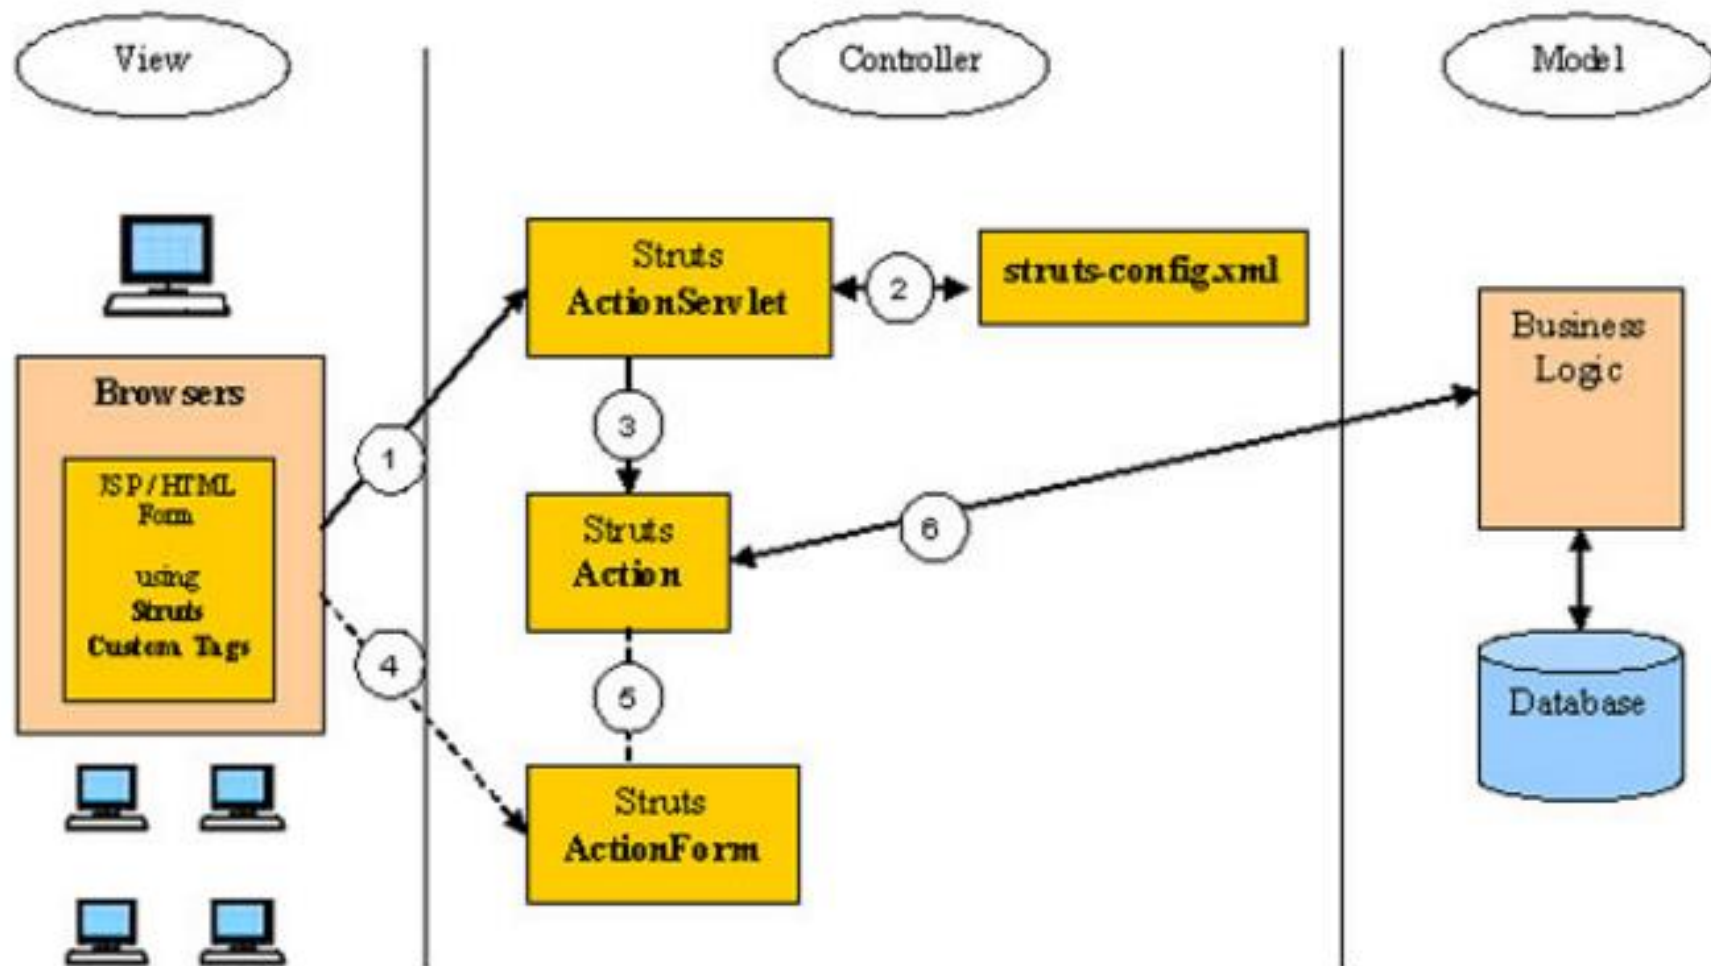 View
Controller
Model
Struts
ActionServlet
2
struts-config.xml
Browsers
JSP/HTML
Form
using
Struts
Custom Tags
1
3
Struts
Action
6
Business
Logic
4
5
Database
Struts
ActionForm